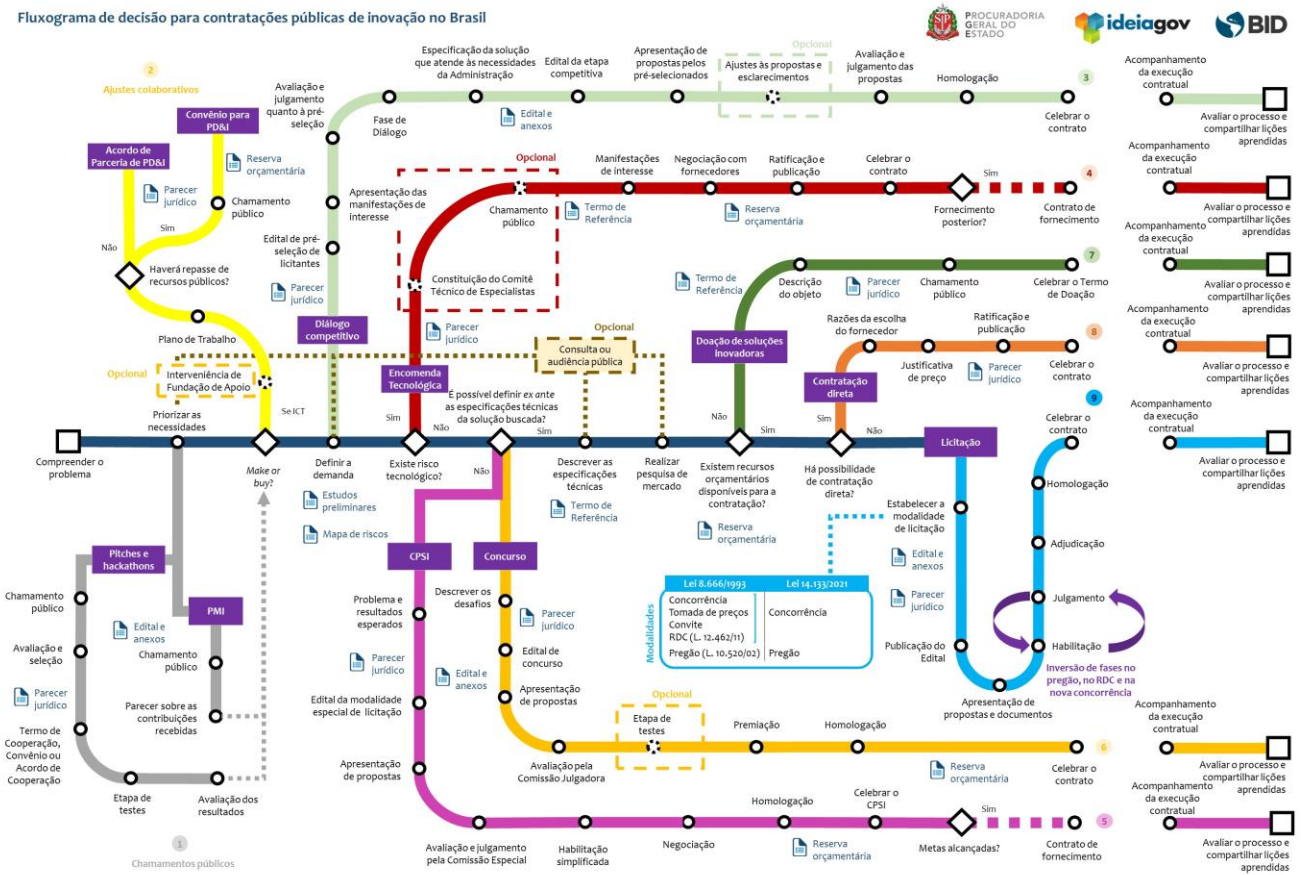 Fluxograma de decisão para contratações públicas de inovação no Brasil
PROCURADORIA
GERAL DO
ESTADO
ideiagov
BID
2
Ajustes colaborativos
Convênio para
PD&I
Acordo de
Parceria de PD&I
Reserva
orçamentária
Parecer
jurídico
Chamamento
público
Sim
Não
Haverá repasse de
recursos públicos?
Plano de Trabalho
Opcional
Interveniência de
Fundação de Apoio
Priorizar as
necessidades
Se ICT
Compreender o
problema
Make or
buy?
Avaliação e
julgamento
quanto à pré-
seleção
Fase de
Diálogo
Especificação da solução
que atende às necessidades
da Administração
Edital da etapa
competitiva
Edital e
anexos
Apresentação de
propostas pelos
pré-selecionados
Opcional
Ajustes às propostas e
esclarecimentos
Avaliação e
julgamento das
propostas
Homologação
3
Celebrar o
contrato
Acompanhamento
da execução
contratual
Avaliar o processo e
compartilhar lições
aprendidas
Apresentação das
manifestações de
interesse
Edital de pré-
seleção de
licitantes
Parecer
jurídico
Diálogo
competitivo
Opcional
Chamamento
público
Constituição do Comitê
Técnico de Especialistas
Parecer
jurídico
Encomenda
Tecnológica
Manifestações
de interesse
Termo de
Referência
Negociação com
fornecedores
Reserva
orçamentária
Ratificação e
publicação
Celebrar o
contrato
Sim
Fornecimento
posterior?
4
Contrato de
fornecimento
Acompanhamento
da execução
contratual
Avaliar o processo e
compartilhar lições
aprendidas
Termo de
Referência
Descrição
do objeto
Parecer
jurídico
Chamamento
público
7
Celebrar o Termo
de Doação
Acompanhamento
da execução
contratual
Avaliar o processo e
compartilhar lições
aprendidas
Doação de soluções
inovadoras
Opcional
Consulta ou
audiência pública
Razões da escolha
do fornecedor
Justificativa
de preço
Ratificação e
publicação
Parecer
jurídico
8
Celebrar o
contrato
Acompanhamento
da execução
contratual
Avaliar o processo e
compartilhar lições
aprendidas
Contratação
direta
É possível definir ex ante
as especificações técnicas
da solução buscada?
Sim
Não
Sim
Não
Não
Sim
Sim
Não
Definir a
demanda
Estudos
preliminares
Mapa de riscos
Existe risco
tecnológico?
Descrever as
especificações
técnicas
Termo de
Referência
Realizar
pesquisa de
mercado
Existem recursos
orçamentários
disponíveis para a
contratação?
Reserva
orçamentária
Há possibilidade
de contratação
direta?
Licitação
9
Celebrar o
contrato
Acompanhamento
da execução
contratual
Avaliar o processo e
compartilhar lições
aprendidas
Estabelecer a
modalidade
de licitação
Edital e
anexos
Parecer
jurídico
Publicação do
Edital
Apresentação de
propostas e documentos
Homologação
Adjudicação
Julgamento
Habilitação
Inversão de fases no
pregão, no RDC e na
nova concorrência
Modalidades
Lei 8.666/1993
Lei 14.133/2021
Concorrência
Tomada de preços
Convite
RDC (L. 12.462/11)
Concorrência
Pregão (L. 10.520/02)
Pregão
Pitches e
hackathons
PMI
Chamamento
público
Edital e
anexos
Avaliação e
seleção
Parecer
jurídico
Termo de
Cooperação,
Convênio ou
Acordo de
Cooperação
Etapa de
testes
Avaliação dos
resultados
Chamamento
público
Parecer sobre as
contribuições
recebidas
1
Chamamentos públicos
CPSI
Concurso
Problema e
resultados
esperados
Parecer
jurídico
Edital da modalidade
especial de licitação
Apresentação
de propostas
Avaliação e julgamento
pela Comissão Especial
Habilitação
simplificada
Negociação
Homologação
Reserva
orçamentária
Celebrar o
CPSI
Sim
Metas alcançadas?
5
Contrato de
fornecimento
Acompanhamento
da execução
contratual
Avaliar o processo e
compartilhar lições
aprendidas
Descrever os
desafios
Parecer
jurídico
Edital de
concurso
Edital e
anexos
Apresentação
de propostas
Avaliação pela
Comissão Julgadora
Opcional
Etapa de
testes
Premiação
Homologação
Reserva
orçamentária
6
Celebrar o
contrato
Acompanhamento
da execução
contratual
Avaliar o processo e
compartilhar lições
aprendidas